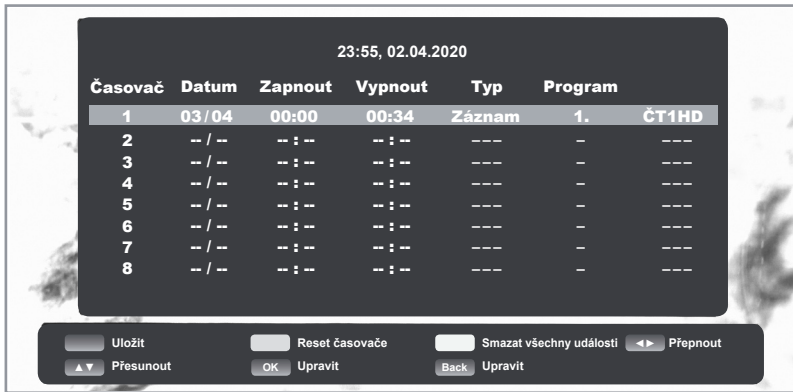 23:55, 02.04.2020
Časovač Datum Zapnout Vypnout Typ Program
1 03/04 00:00 00:34 Záznam 1. ČT1HD
2 -- / -- -- : -- -- : -- --- – ---
3 -- / -- -- : -- -- : -- --- – ---
4 -- / -- -- : -- -- : -- --- – ---
5 -- / -- -- : -- -- : -- --- – ---
6 -- / -- -- : -- -- : -- --- – ---
7 -- / -- -- : -- -- : -- --- – ---
8 -- / -- -- : -- -- : -- --- – ---
Uložit Reset časovače Smazat všechny události ◄► Přepnout
▲▼ Přesunout OK Upravit Back Upravit